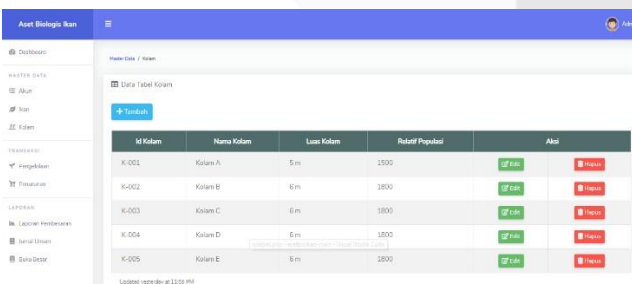 Aset Biologis Ikan
Adm
Dashboard
Master Data / Kolam
MASTER DATA
Akun
Ikan
Kolam
Data Tabel Kolam
+ Tambah
Id Kolam Nama Kolam Luas Kolam Relatif Populasi Aksi
K-001 Kolam A 5 m 1500 Edit Hapus
K-002 Kolam B 6 m 1800 Edit Hapus
K-003 Kolam C 6 m 1800 Edit Hapus
K-004 Kolam D 6 m 1800 Edit Hapus
K-005 Kolam E 6 m 1800 Edit Hapus
TRANSAKSI
Pengelolaan
Penjualan
LAPORAN
Laporan Pembesaran
Jurnal Umum
Buku Besar
Updated yesterday at 11:59 PM